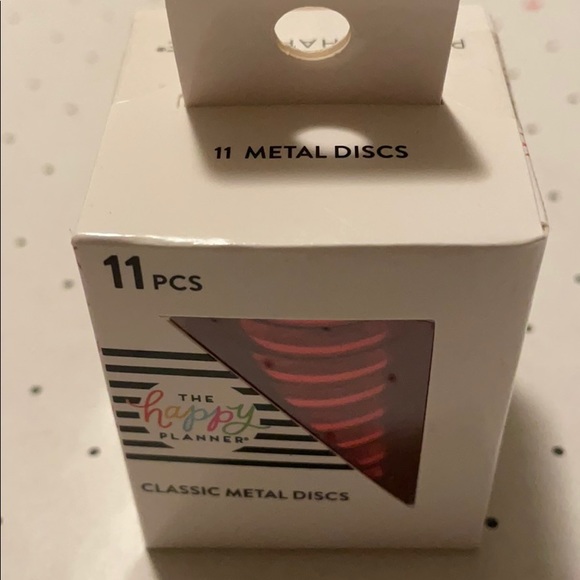 11 METAL DISCS
11 PCS
THE
happy
PLANNER®
CLASSIC METAL DISCS